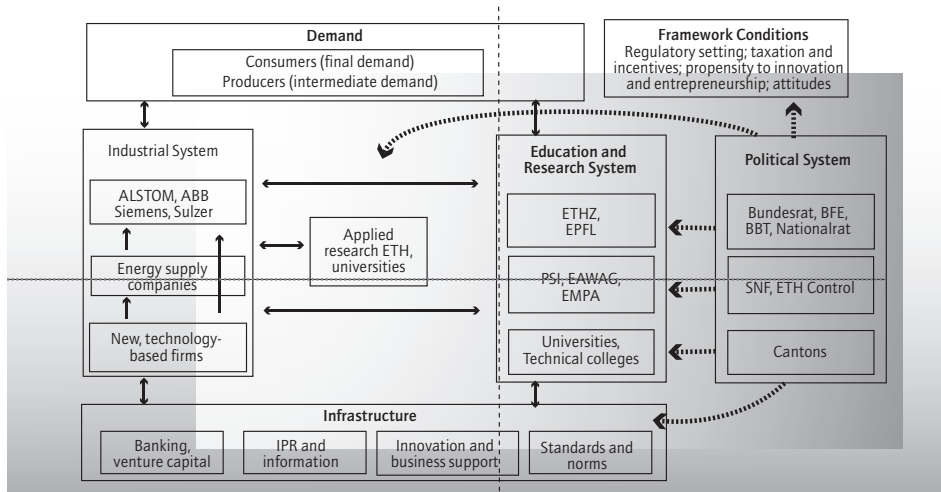 Demand
Consumers (final demand)
Producers (intermediate demand)
Framework Conditions
Regulatory setting; taxation and
incentives; propensity to innovation
and entrepreneurship; attitudes
Industrial System
ALSTOM, ABB
Siemens, Sulzer
Energy supply
companies
New, technology-
based firms
Applied
research ETH,
universities
Education and
Research System
ETHZ,
EPFL
PSI, EAWAG,
EMPA
Universities,
Technical colleges
Political System
Bundesrat, BFE,
BBT, Nationalrat
SNF, ETH Control
Cantons
Infrastructure
Banking,
venture capital
IPR and
information
Innovation and
business support
Standards and
norms